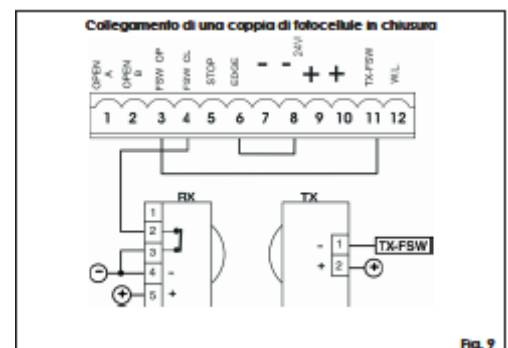 Collegamento di una coppia di fotocellule in chiusura
OPEN A
OPEN B
FSW OP
FSW CL
STOP
EDGE
-
-
24V
+
+
TX-FSW
W.L.
1 2 3 4 5 6 7 8 9 10 11 12
RX
TX
1
2
3
4 -
5 +
- 1
+ 2
TX-FSW
-
+
+
Fig. 9